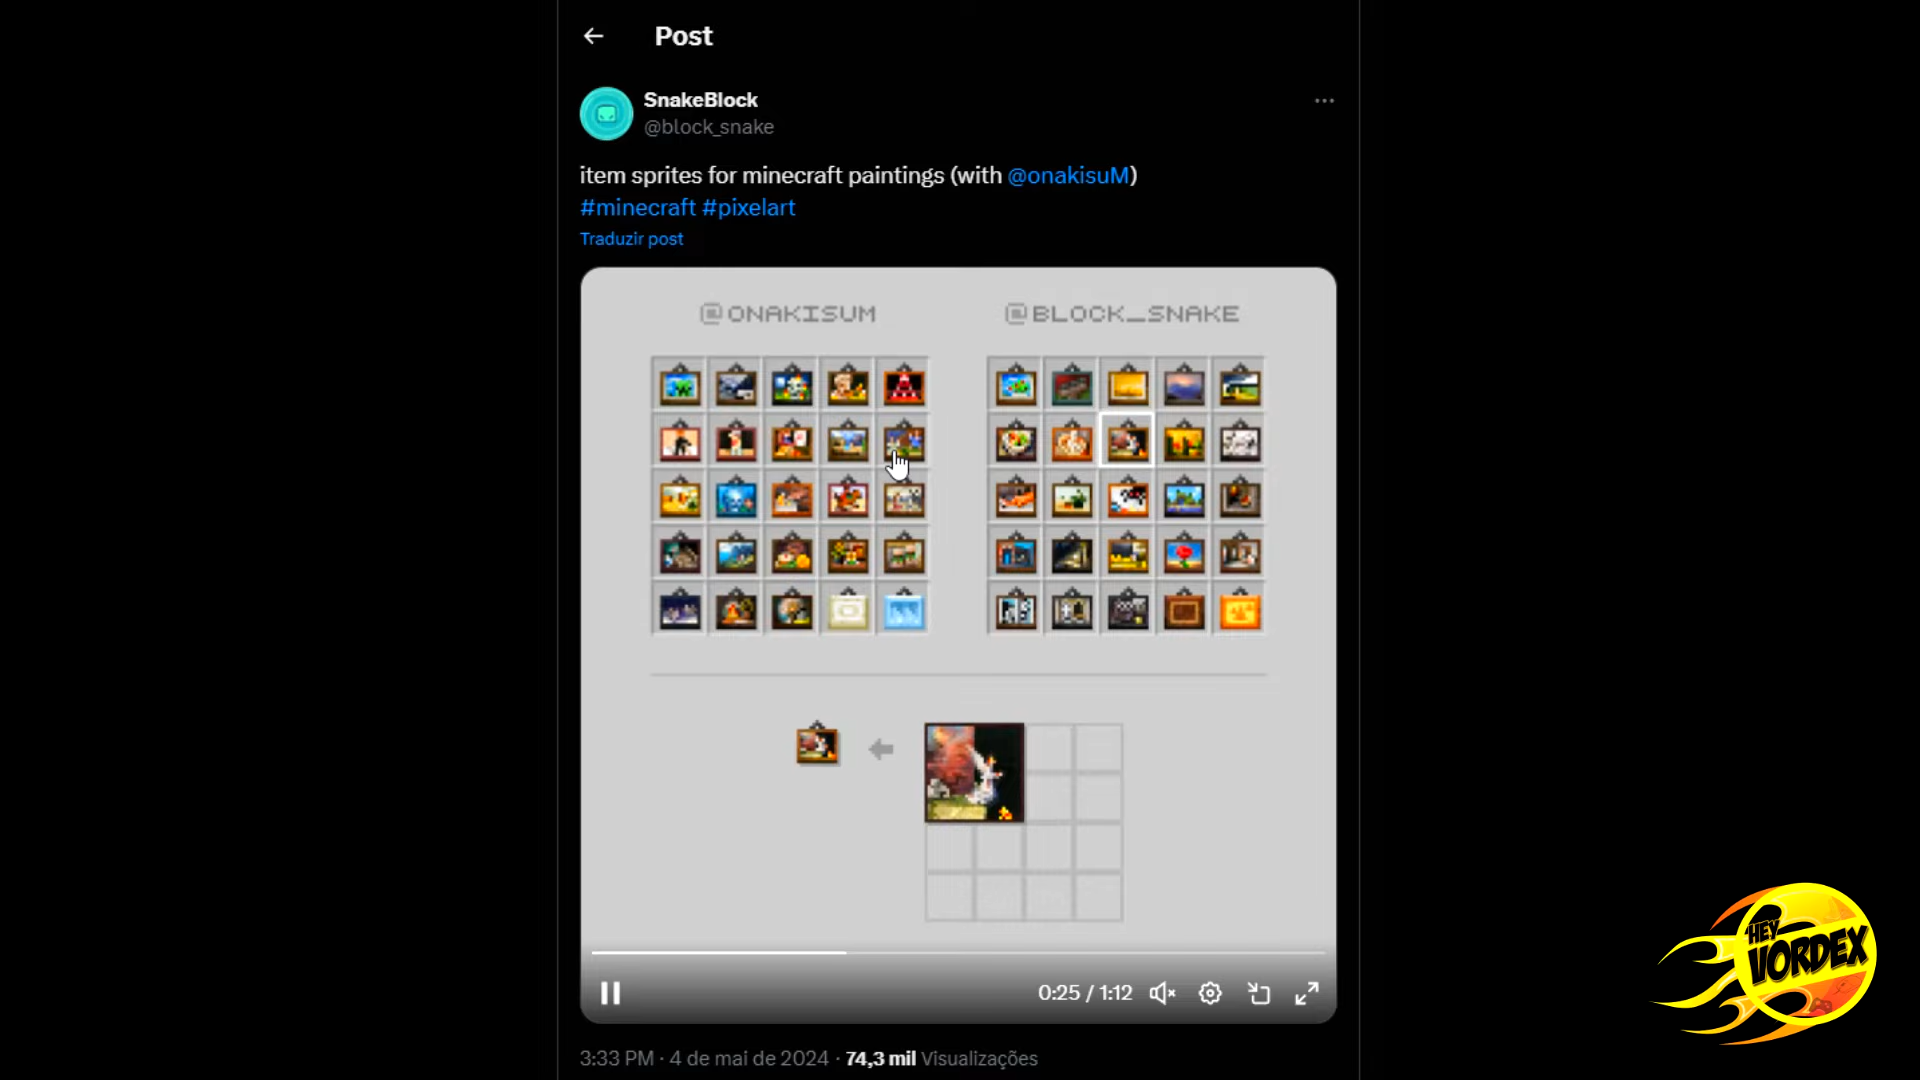 Post
SnakeBlock
@block_snake
item sprites for minecraft paintings (with @onakisuM)
#minecraft #pixelart
Traduzir post
@ONAKISUM
@BLOCK_SNAKE
0:25 / 1:12
HEY
VORDEX
3:33 PM · 4 de mai de 2024 · 74,3 mil Visualizações